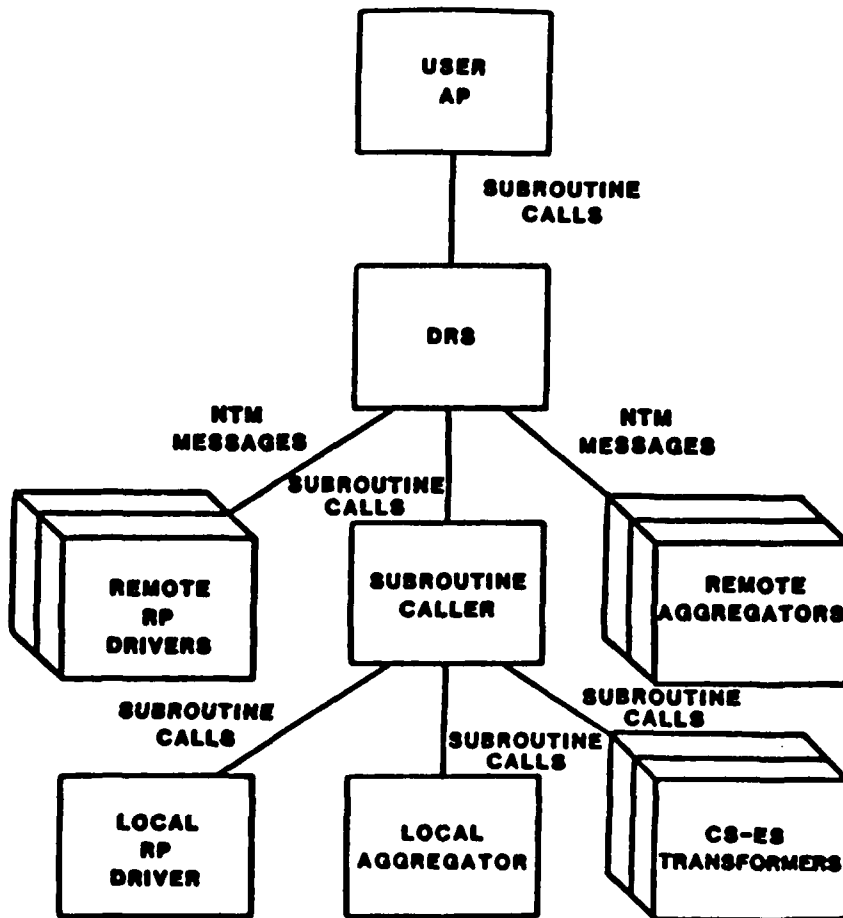 USER
AP
SUBROUTINE
CALLS
DRS
NTM
MESSAGES
SUBROUTINE
CALLS
NTM
MESSAGES
REMOTE
RP
DRIVERS
SUBROUTINE
CALLER
REMOTE
AGGREGATORS
SUBROUTINE
CALLS
SUBROUTINE
CALLS
SUBROUTINE
CALLS
LOCAL
RP
DRIVER
LOCAL
AGGREGATOR
CS-ES
TRANSFORMERS